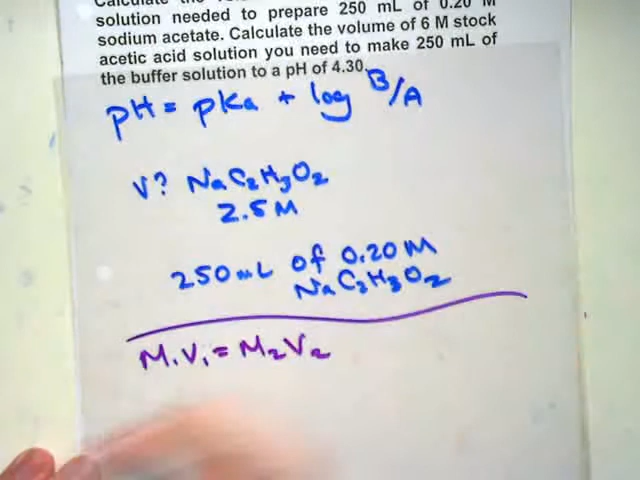 Calculate the
solution needed to prepare 250 mL of 0.20 M
sodium acetate. Calculate the volume of 6 M stock
acetic acid solution you need to make 250 mL of
the buffer solution to a pH of 4.30.
pH = pKa + log B/A
V? NaC₂H₃O₂
2.5 M
250 mL of 0.20 M
NaC₂H₃O₂
M₁V₁ = M₂V₂